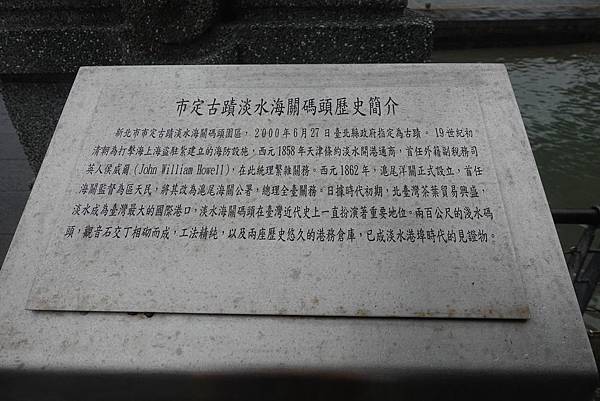 市定古蹟淡水海關碼頭歷史簡介
新北市市定古蹟淡水海關碼頭園區，2000年6月27日臺北縣政府指定為古蹟。19世紀初
清朝為打擊海上海盜駐紮建立的海防設施，西元1858年天津條約淡水開港通商，首任外籍副稅務司
英人侯威爾(John William Howell)，在此統理繁雜關務。西元1862年，滬尾洋關正式設立，首任
海關監督為區天民，將其改為滬尾海關公署，總理全臺關務。日據時代初期，北臺灣茶葉貿易興盛，
淡水成為臺灣最大的國際港口，淡水海關碼頭在臺灣近代史上一直扮演著重要地位。兩百公尺的淺水碼
頭，觀音石交丁相砌而成，工法精純，以及兩座歷史悠久的港務倉庫，已成淡水港埠時代的見證物。